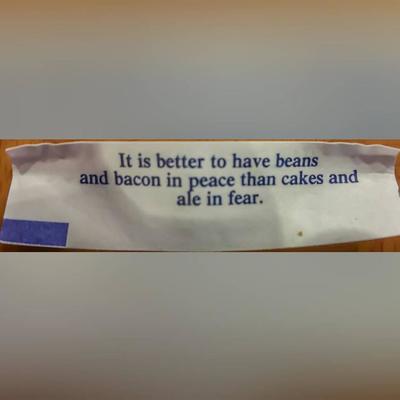 It is better to have beans
and bacon in peace than cakes and
ale in fear.